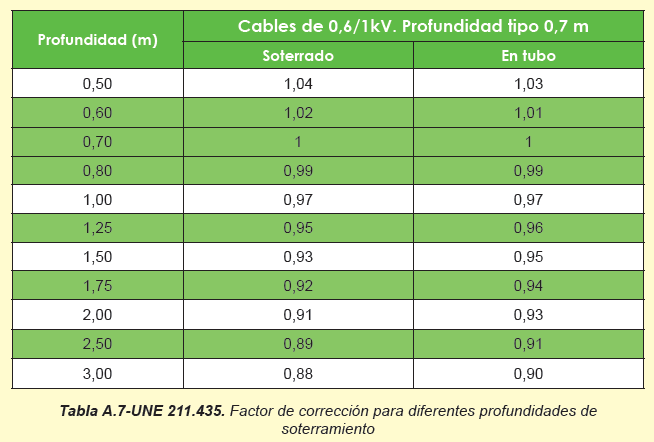 Profundidad (m) Cables de 0,6/1kV. Profundidad tipo 0,7 m
Soterrado En tubo
0,50 1,04 1,03
0,60 1,02 1,01
0,70 1 1
0,80 0,99 0,99
1,00 0,97 0,97
1,25 0,95 0,96
1,50 0,93 0,95
1,75 0,92 0,94
2,00 0,91 0,93
2,50 0,89 0,91
3,00 0,88 0,90
Tabla A.7-UNE 211.435. Factor de corrección para diferentes profundidades de
soterramiento